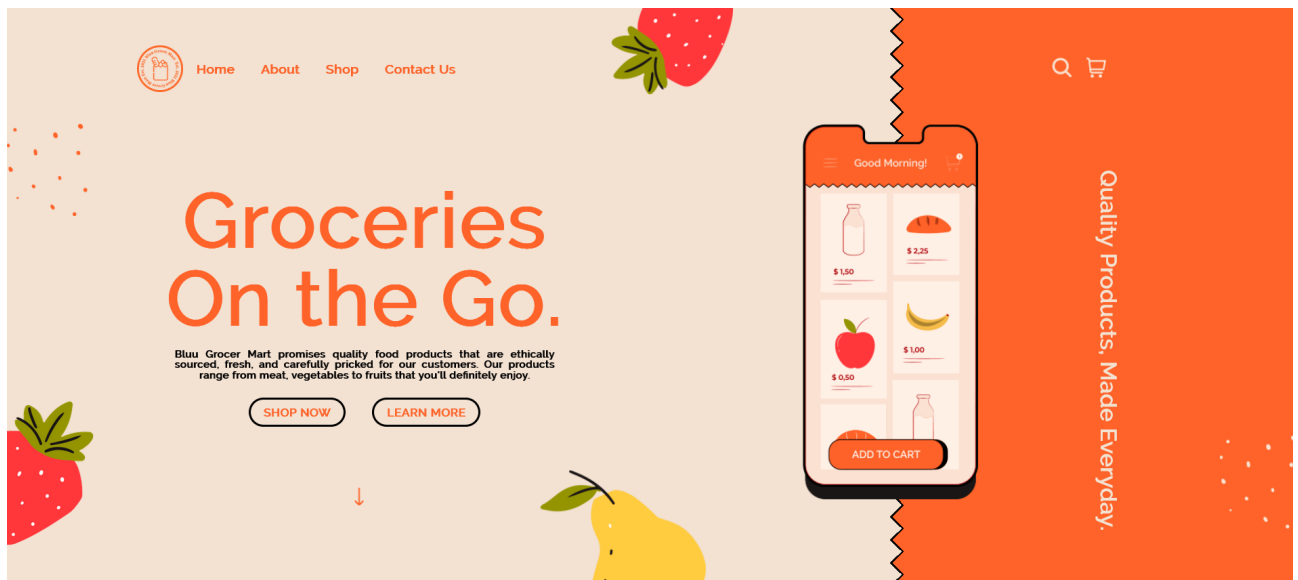 Home About Shop Contact Us
Groceries
On the Go.
Bluu Grocer Mart promises quality food products that are ethically
sourced, fresh, and carefully pricked for our customers. Our products
range from meat, vegetables to fruits that you'll definitely enjoy.
SHOP NOW LEARN MORE
Good Morning!
$ 1,50
$ 2,25
$ 0,50
$ 1,00
ADD TO CART
Quality Products, Made Everyday.